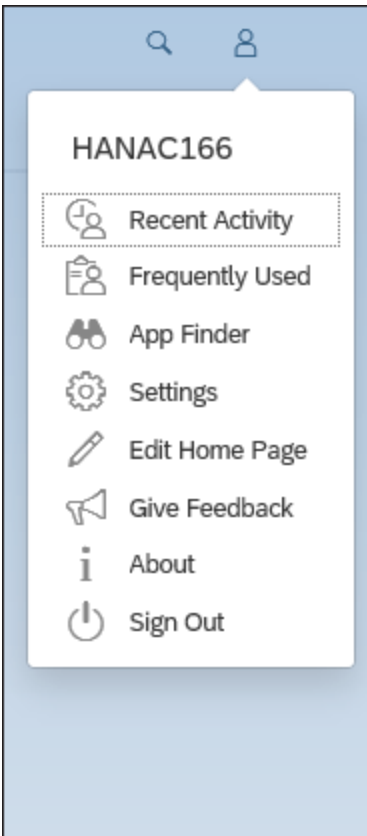 HANAC166
Recent Activity
Frequently Used
App Finder
Settings
Edit Home Page
Give Feedback
About
Sign Out